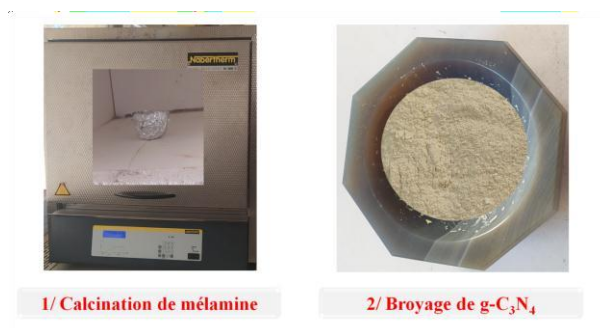 Nabertherm
1/ Calcination de mélamine
2/ Broyage de g-C₃N₄